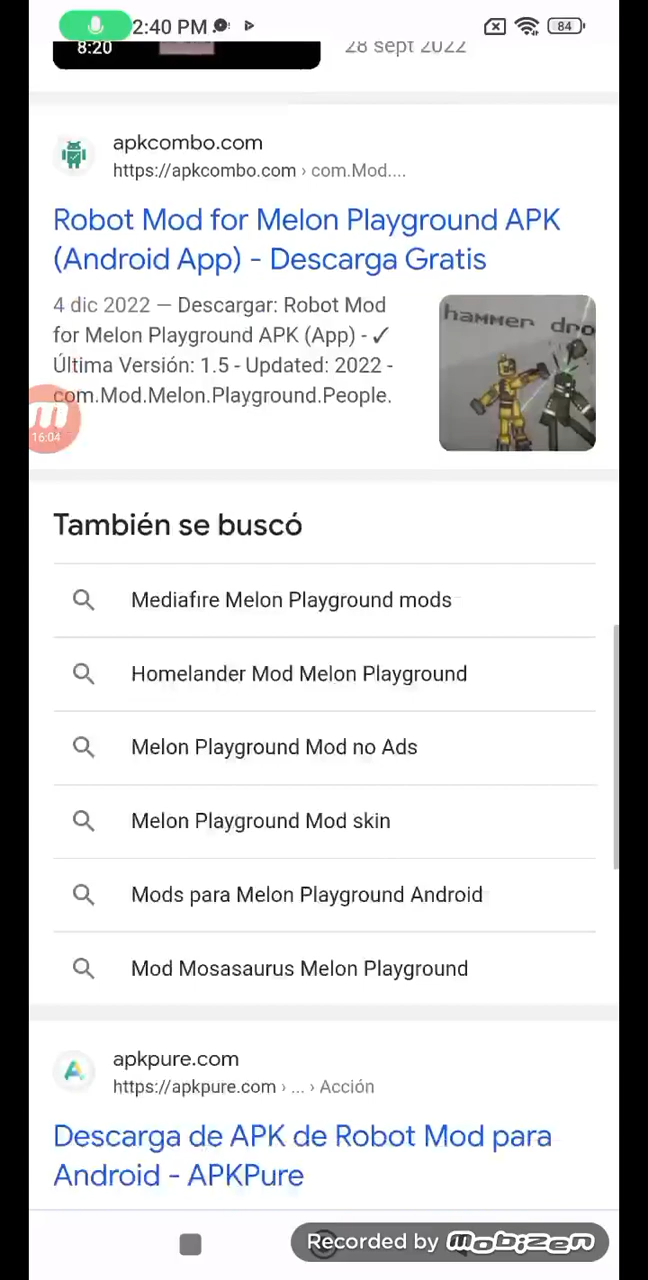 2:40 PM
84
8:20
28 sept 2022
apkcombo.com
https://apkcombo.com › com.Mod....
Robot Mod for Melon Playground APK
(Android App) - Descarga Gratis
4 dic 2022 — Descargar: Robot Mod
for Melon Playground APK (App) - ✓
Última Versión: 1.5 - Updated: 2022 -
com.Mod.Melon.Playground.People.
hammer dro
16:04
También se buscó
Mediafıre Melon Playground mods
Homelander Mod Melon Playground
Melon Playground Mod no Ads
Melon Playground Mod skin
Mods para Melon Playground Android
Mod Mosasaurus Melon Playground
apkpure.com
https://apkpure.com › ... › Acción
Descarga de APK de Robot Mod para
Android - APKPure
Recorded by mobizen